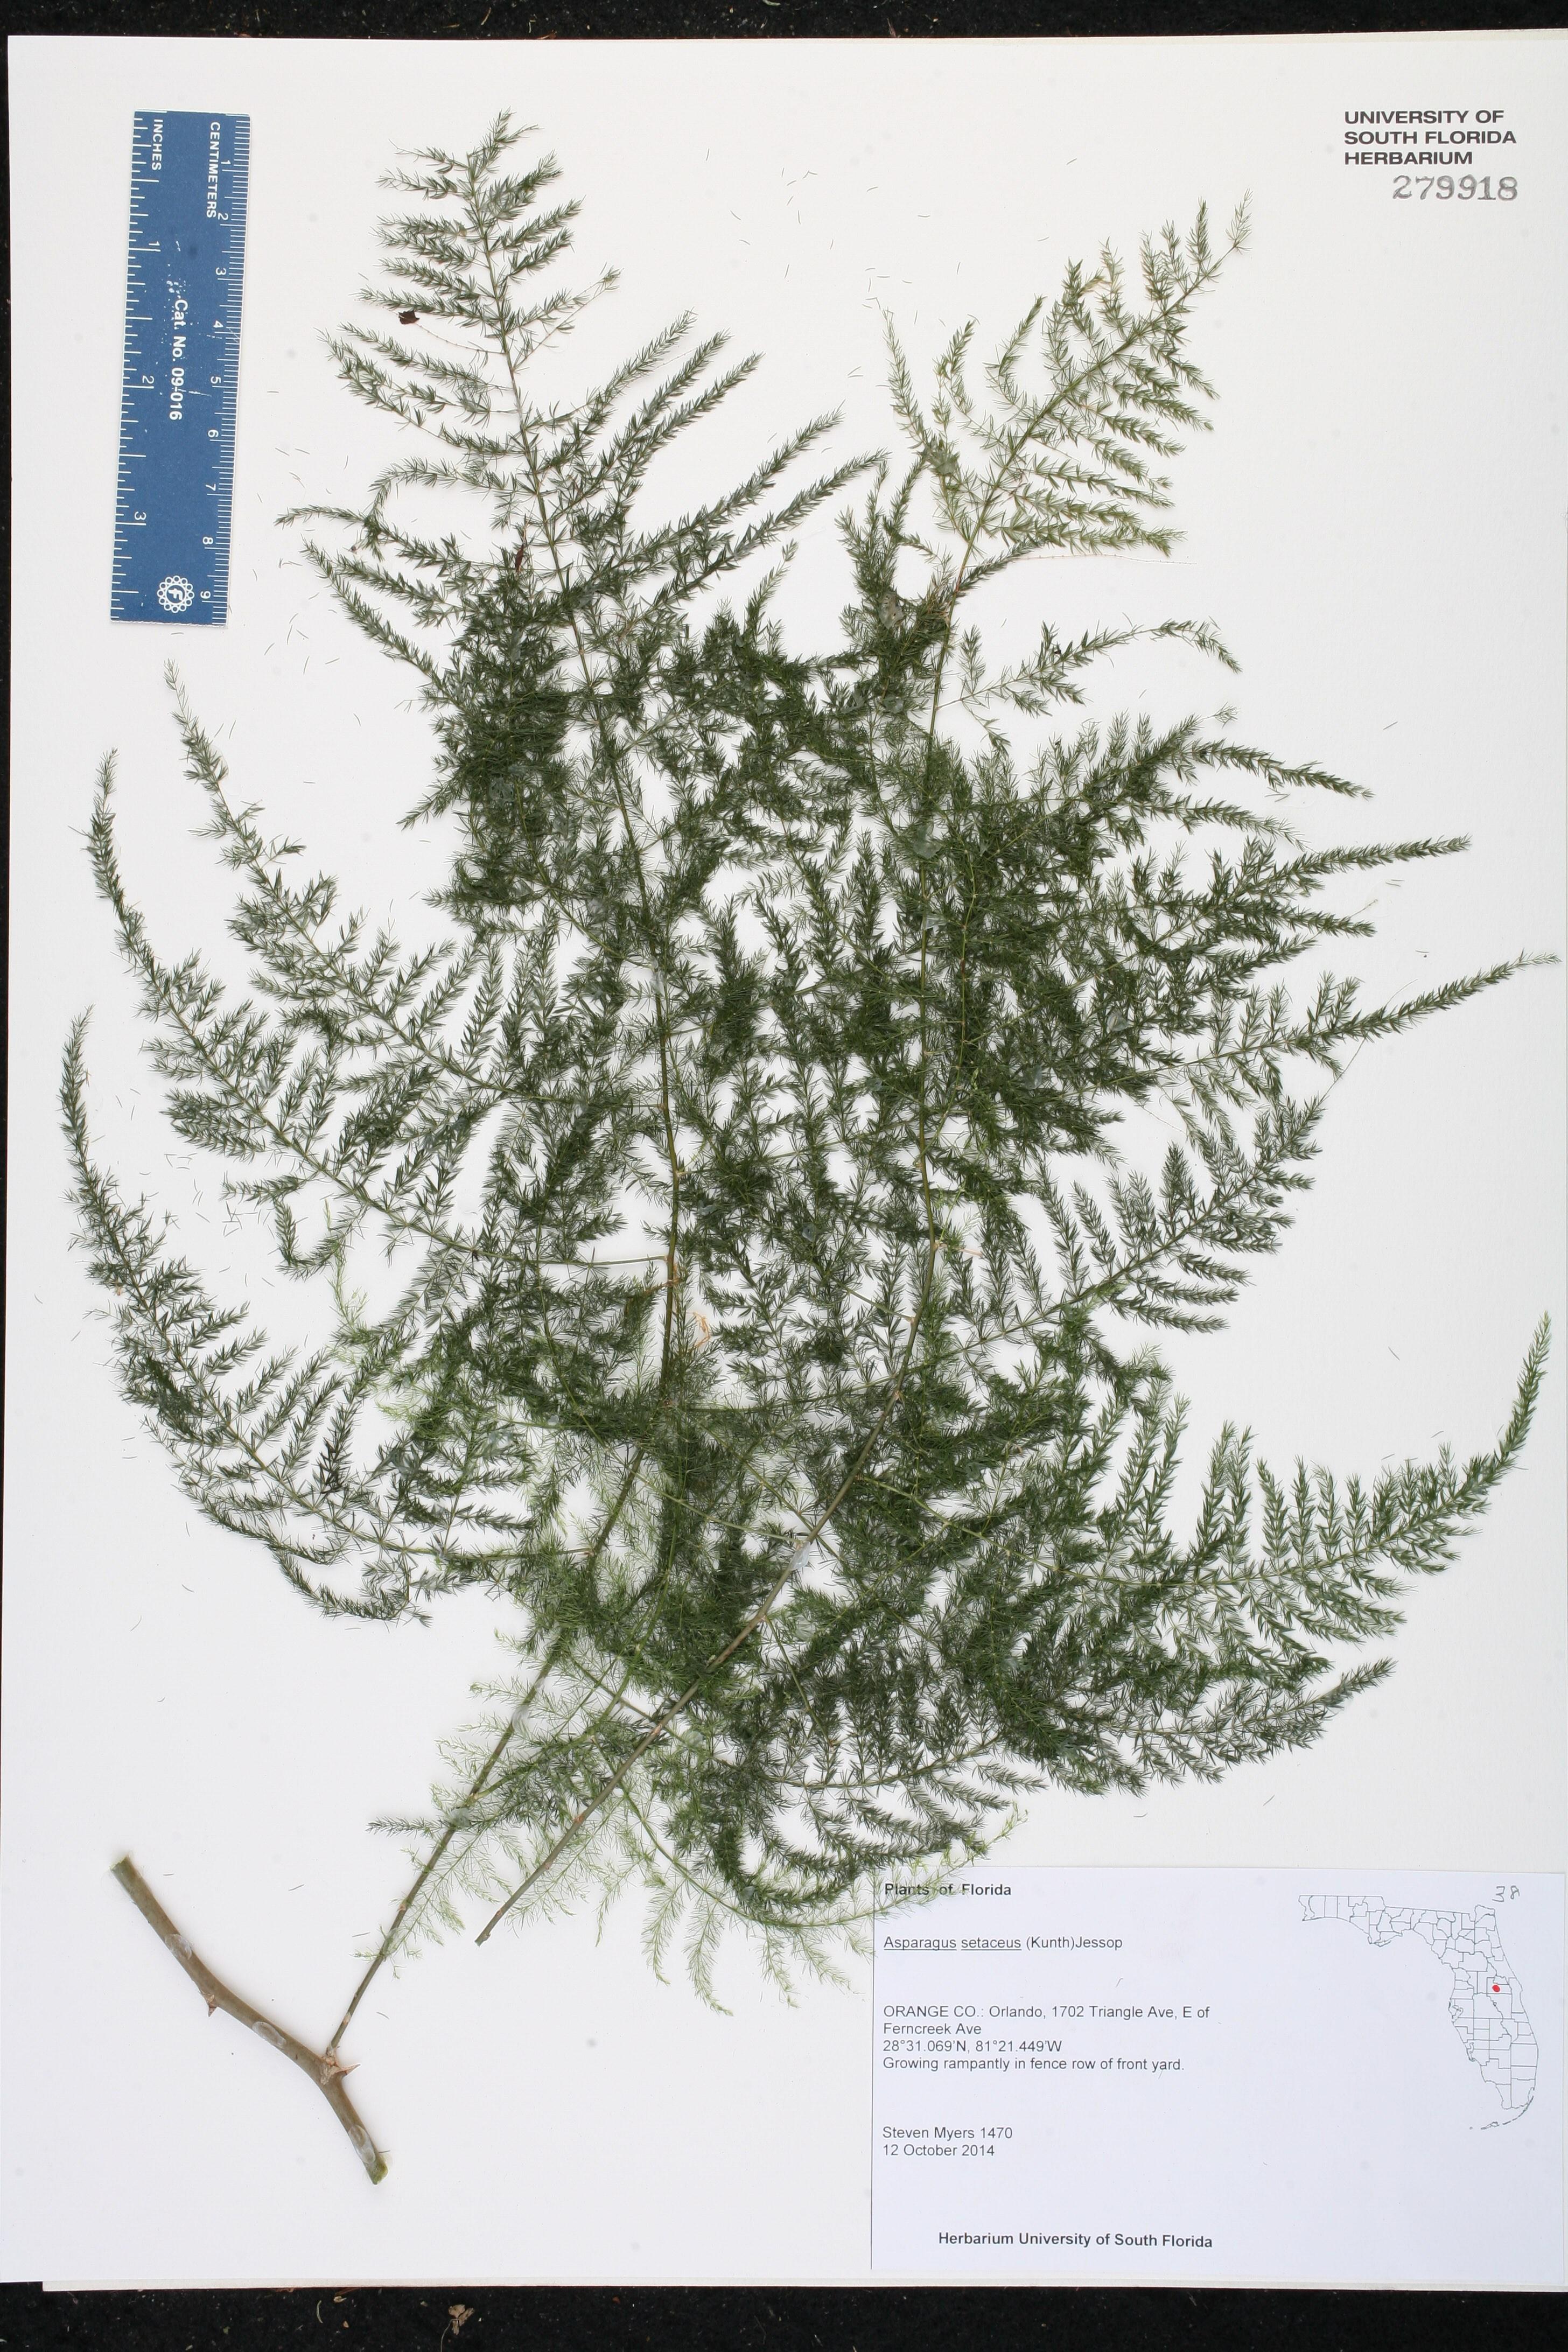 UNIVERSITY OF
SOUTH FLORIDA
HERBARIUM
279918
INCHES
CENTIMETERS
1
2
3
1
2
3
4
5
6
7
8
9
Cat. No. 09-016
F
Plants of Florida
38
Asparagus setaceus (Kunth)Jessop
ORANGE CO.: Orlando, 1702 Triangle Ave, E of
Ferncreek Ave
28°31.069'N, 81°21.449'W
Growing rampantly in fence row of front yard.
Steven Myers 1470
12 October 2014
Herbarium University of South Florida